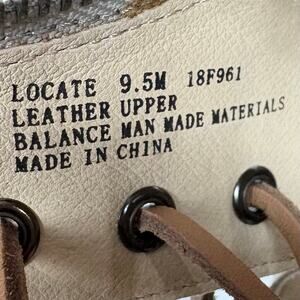 LOCATE 9.5M 18F961
LEATHER UPPER
BALANCE MAN MADE MATERIALS
MADE IN CHINA